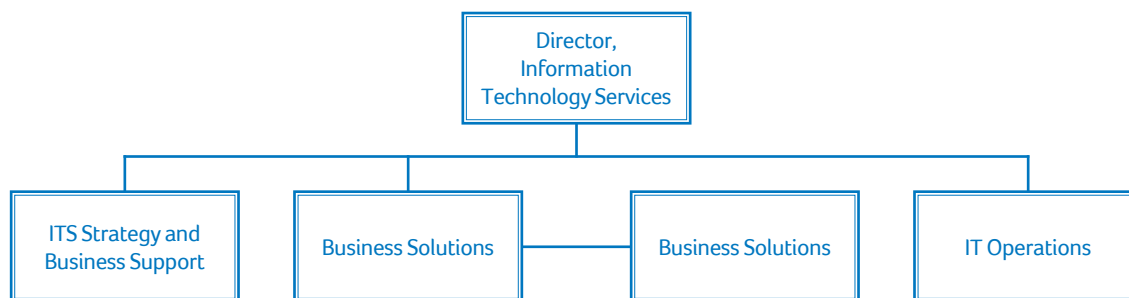 Director,
Information
Technology Services
ITS Strategy and
Business Support
Business Solutions
Business Solutions
IT Operations